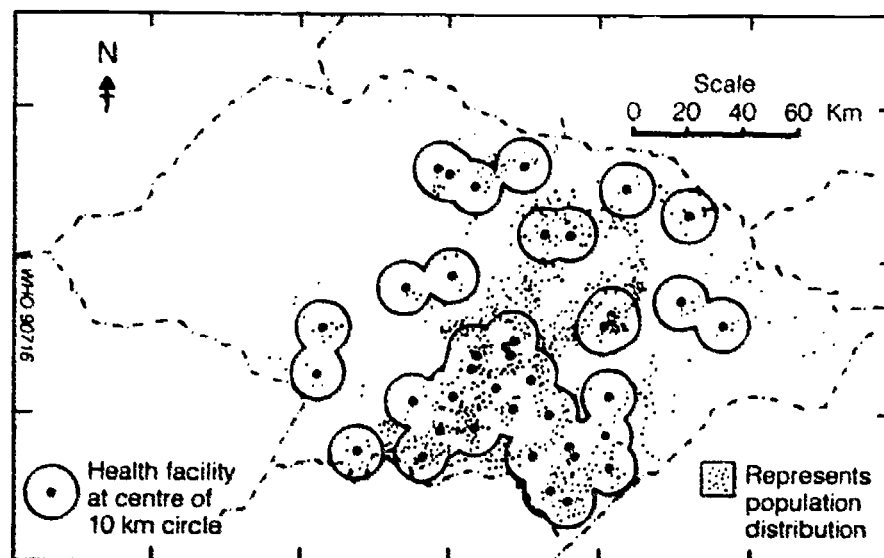 N
Scale
0 20 40 60 Km
WHO 90716
Health facility
at centre of
10 km circle
Represents
population
distribution